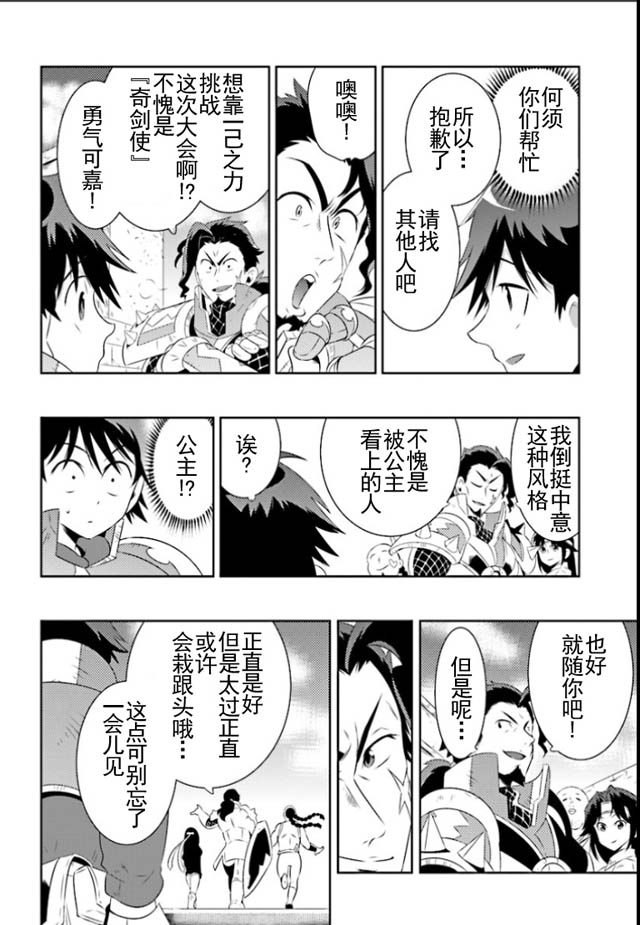 何须
你们帮忙
所以…
抱歉了
请找
其他人吧
噢噢！
想靠一己之力
挑战
这次大会啊!?
不愧是
『奇剑使』
勇气可嘉！
我倒挺中意
这种风格
不愧是
被公主
看上的人
诶？
公主!?
也好
就随你吧！
但是呢…
正直是好
但是太过正直
或许
会栽跟头哦…
这点可别忘了
一会儿见